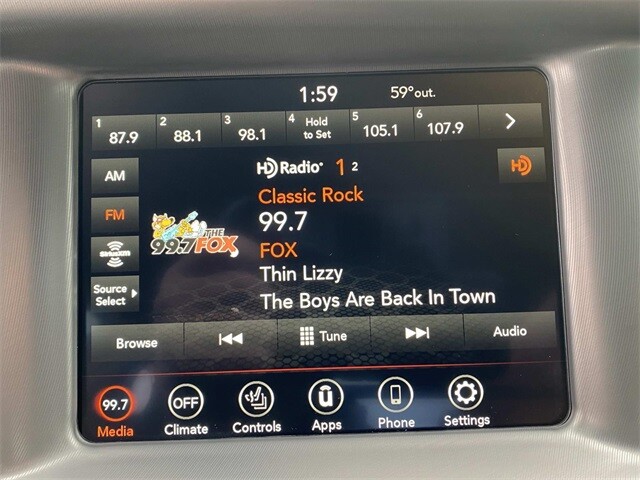 1:59 59°out.
1 87.9 2 88.1 3 98.1 4 Hold to Set 5 105.1 6 107.9 >
AM
HD Radio 1 2
HD
Classic Rock
FM
99.7
THE
99.7 FOX
FOX
SiriusXM
Thin Lizzy
Source
Select
The Boys Are Back In Town
Browse Tune Audio
99.7 OFF
Media Climate Controls Apps Phone Settings